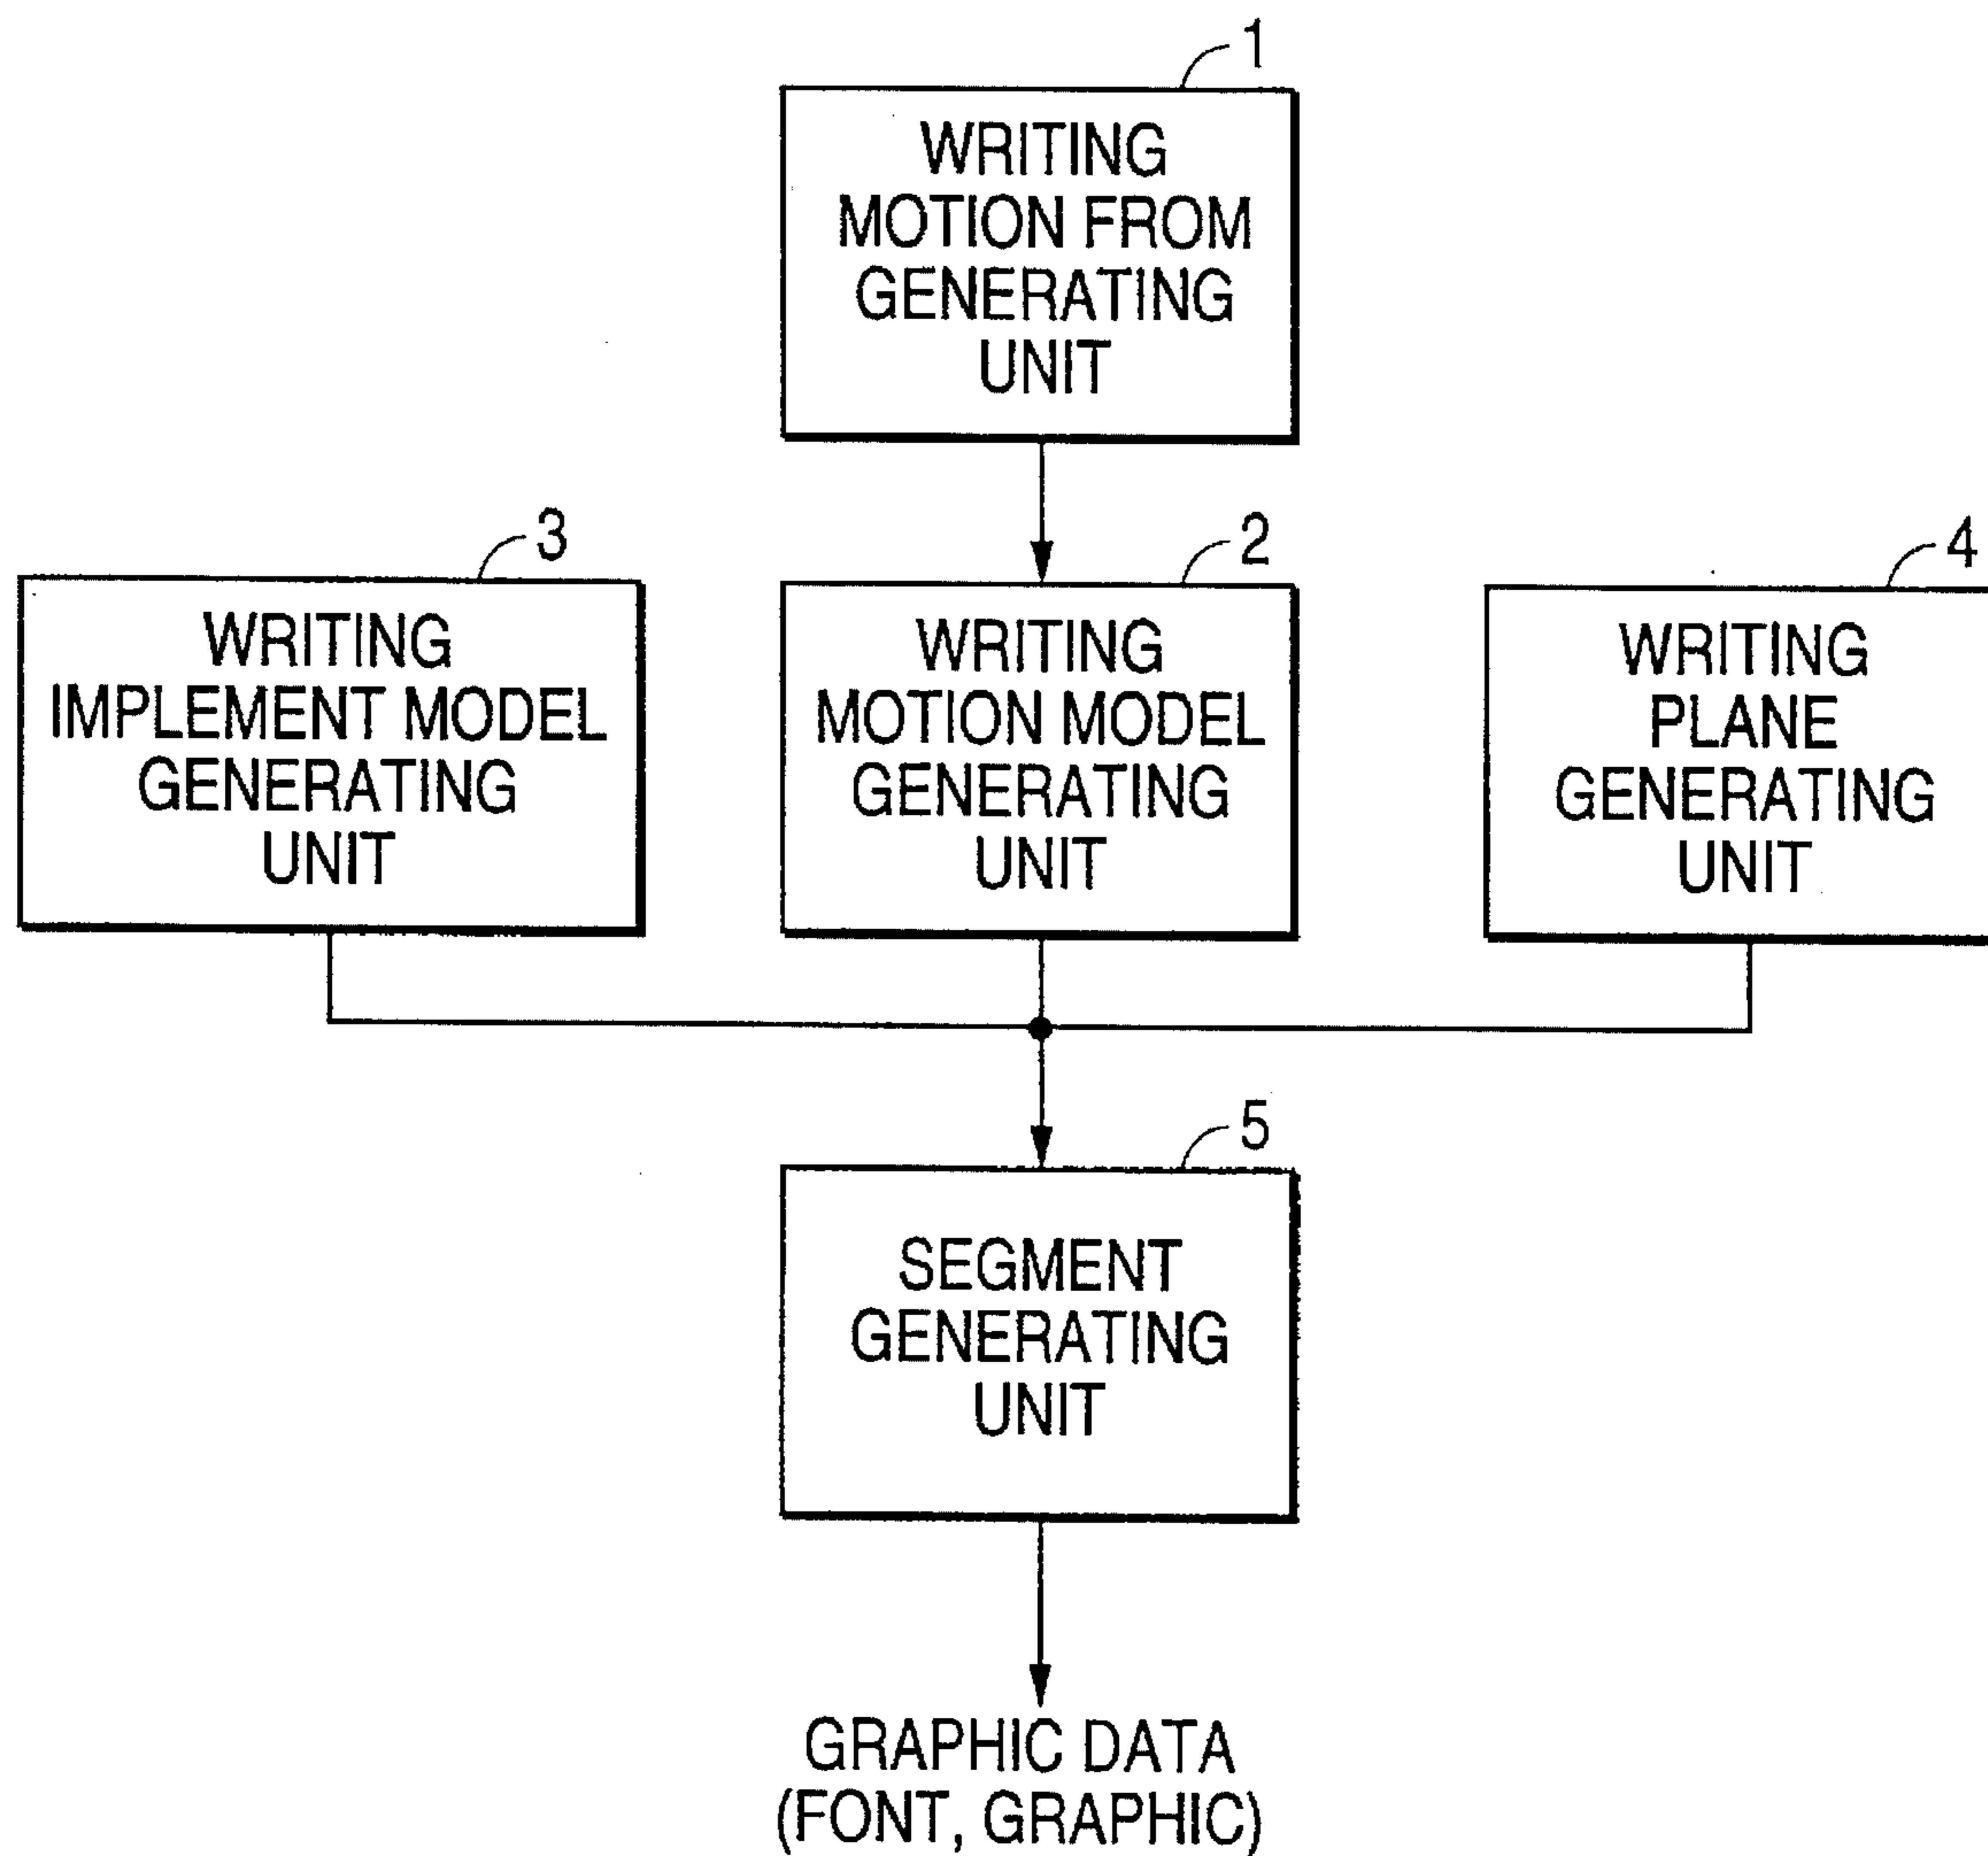 1
WRITING
MOTION FROM
GENERATING
UNIT
3
WRITING
IMPLEMENT MODEL
GENERATING
UNIT
2
WRITING
MOTION MODEL
GENERATING
UNIT
4
WRITING
PLANE
GENERATING
UNIT
5
SEGMENT
GENERATING
UNIT
GRAPHIC DATA
(FONT, GRAPHIC)